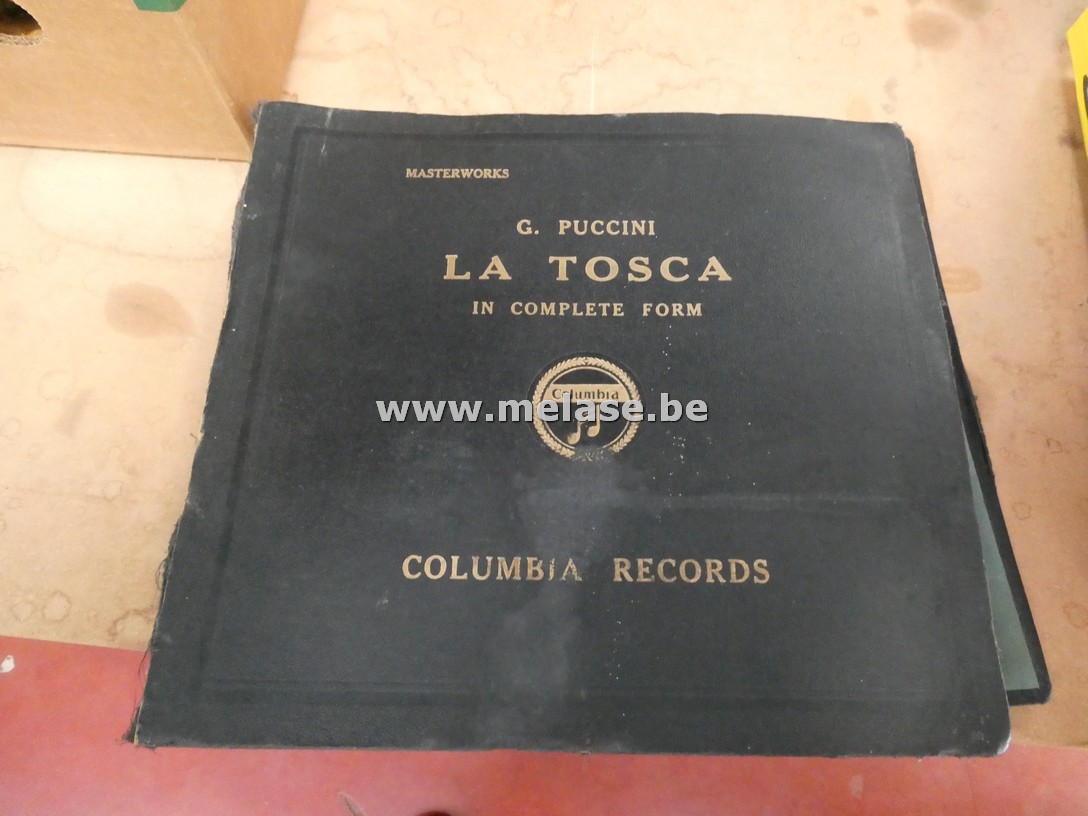 MASTERWORKS
G. PUCCINI
LA TOSCA
IN COMPLETE FORM
Columbia
www.melase.be
COLUMBIA RECORDS